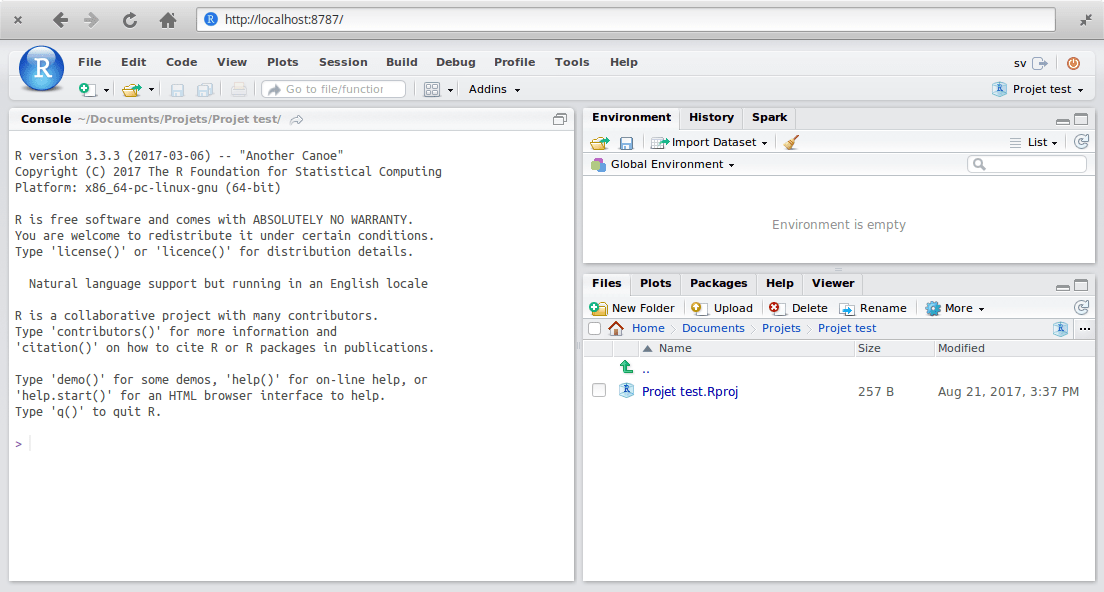 http://localhost:8787/
R
File Edit Code View Plots Session Build Debug Profile Tools Help
sv
Go to file/function
Addins
Projet test
Console ~/Documents/Projets/Projet test/
R version 3.3.3 (2017-03-06) -- "Another Canoe"
Copyright (C) 2017 The R Foundation for Statistical Computing
Platform: x86_64-pc-linux-gnu (64-bit)
R is free software and comes with ABSOLUTELY NO WARRANTY.
You are welcome to redistribute it under certain conditions.
Type 'license()' or 'licence()' for distribution details.
Natural language support but running in an English locale
R is a collaborative project with many contributors.
Type 'contributors()' for more information and
'citation()' on how to cite R or R packages in publications.
Type 'demo()' for some demos, 'help()' for on-line help, or
'help.start()' for an HTML browser interface to help.
Type 'q()' to quit R.
>
Environment History Spark
Import Dataset
List
Global Environment
Environment is empty
Files Plots Packages Help Viewer
New Folder Upload Delete Rename More
Home Documents Projets Projet test
...
Name Size Modified
..
Projet test.Rproj 257 B Aug 21, 2017, 3:37 PM